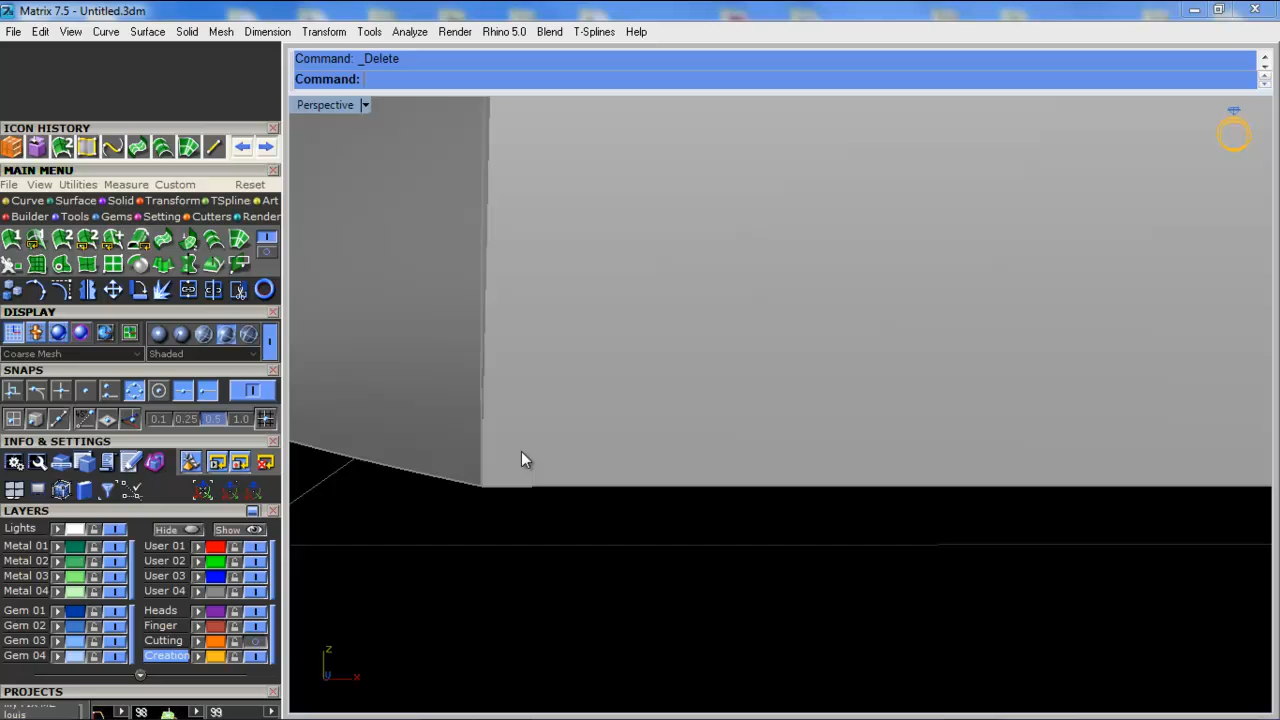 Matrix 7.5 - Untitled.3dm
File Edit View Curve Surface Solid Mesh Dimension Transform Tools Analyze Render Rhino 5.0 Blend T-Splines Help
Command: _Delete
Command:
Perspective
ICON HISTORY
MAIN MENU
File View Utilities Measure Custom Reset
Curve Surface Solid Transform TSpline Art
Builder Tools Gems Setting Cutters Render
DISPLAY
Coarse Mesh Shaded
SNAPS
0.1 0.25 0.5 1.0
INFO & SETTINGS
LAYERS
Lights Hide Show
Metal 01 User 01
Metal 02 User 02
Metal 03 User 03
Metal 04 User 04
Gem 01 Heads
Gem 02 Finger
Gem 03 Cutting
Gem 04 Creation
z
x
PROJECTS
louis 98 99